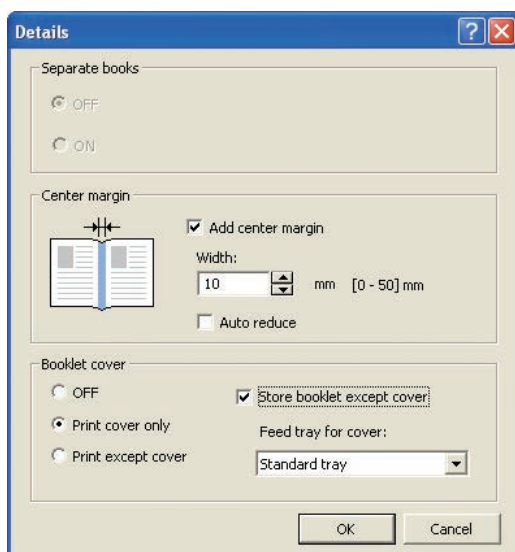 Details
Separate books
OFF
ON
Center margin
Add center margin
Width:
10 mm [0 - 50] mm
Auto reduce
Booklet cover
OFF
Store booklet except cover
Print cover only
Feed tray for cover:
Print except cover
Standard tray
OK Cancel